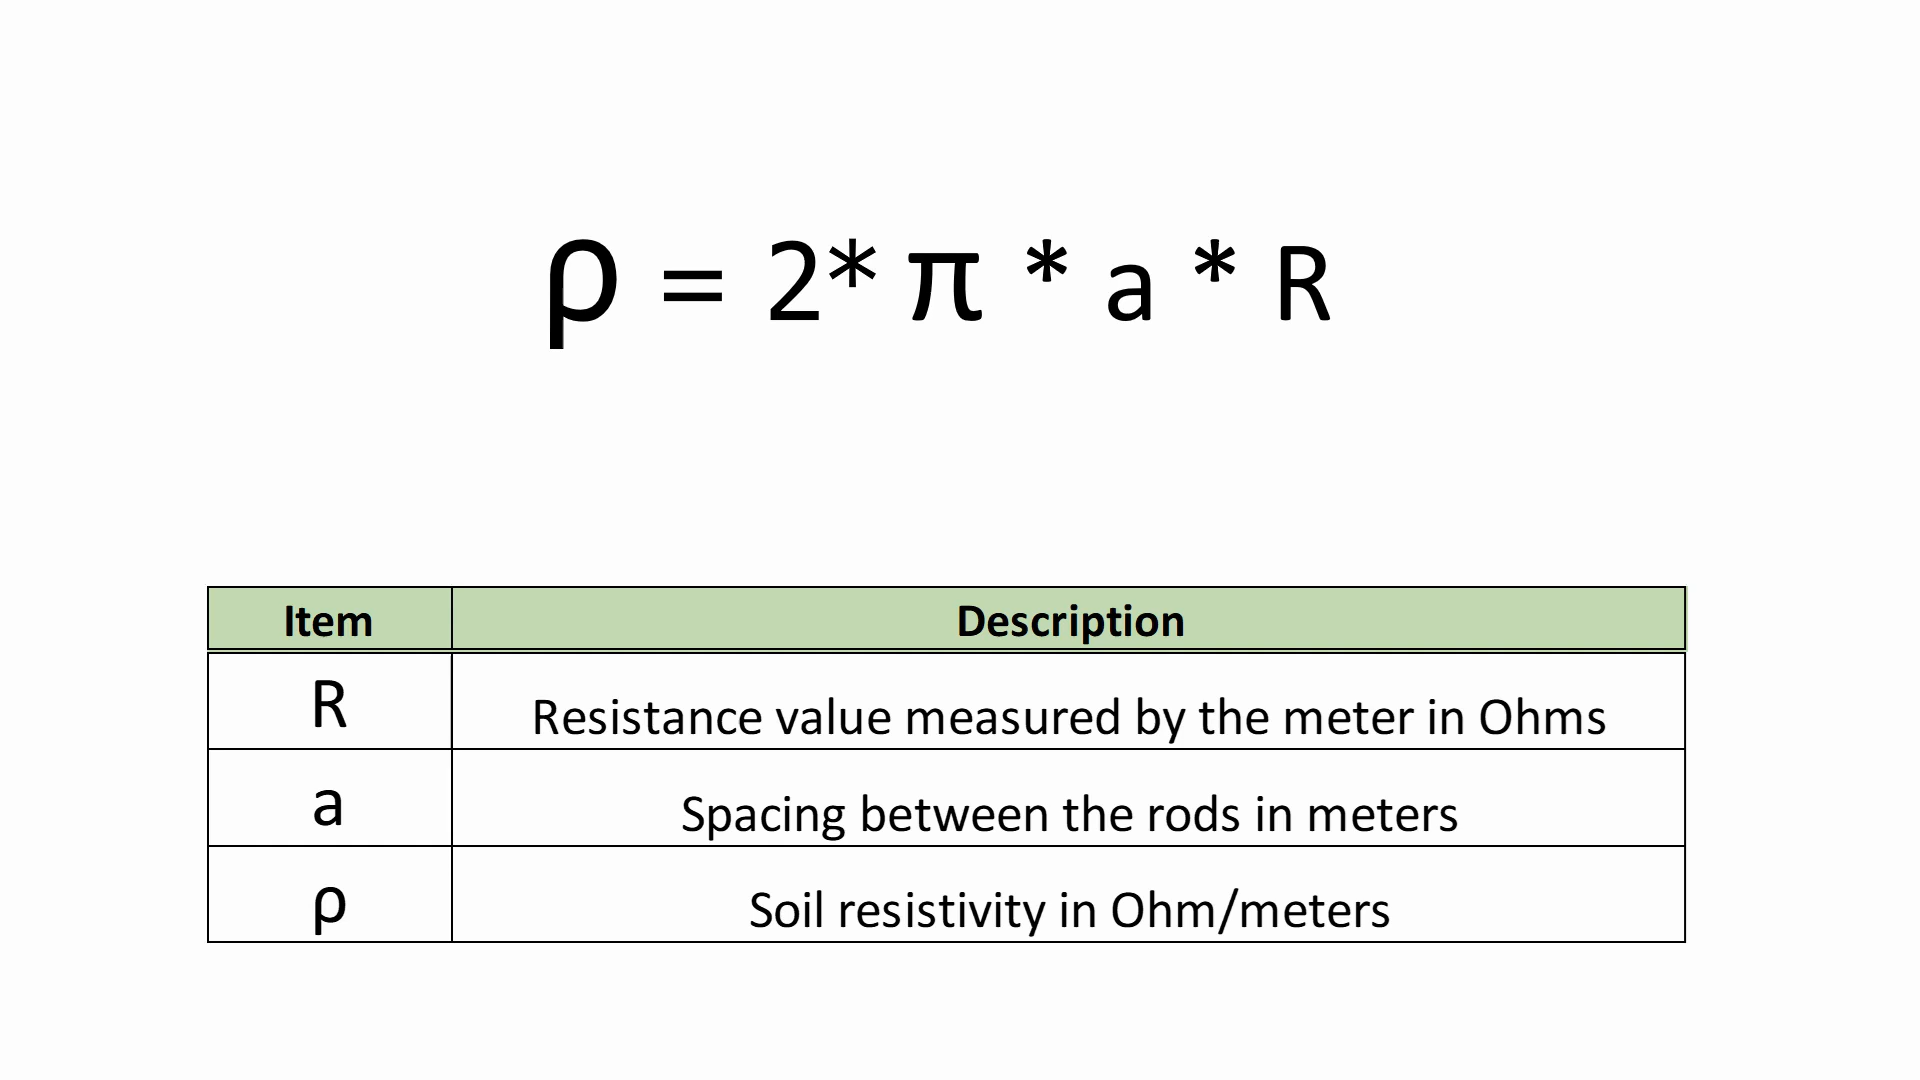 ρ = 2* π * a * R
Item Description
R Resistance value measured by the meter in Ohms
a Spacing between the rods in meters
ρ Soil resistivity in Ohm/meters